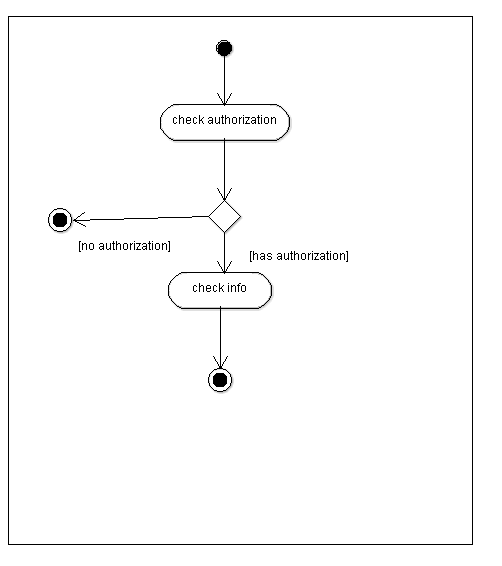 check authorization
[no authorization]
[has authorization]
check info